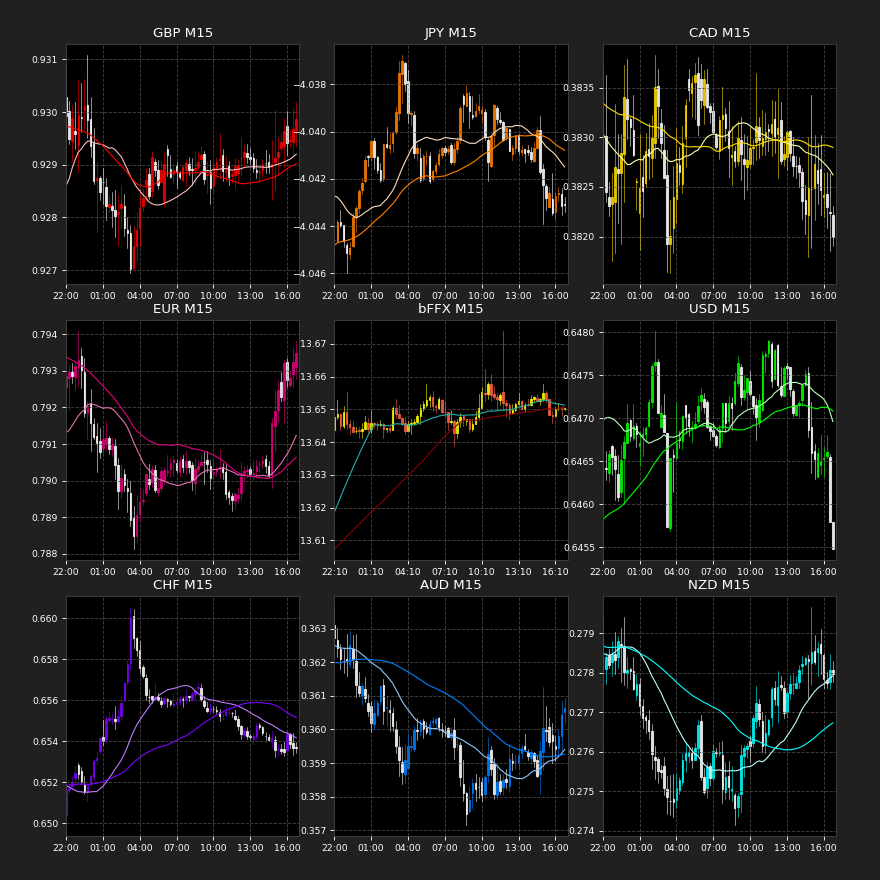 GBP M15
JPY M15
CAD M15
0.931
0.930
0.929
0.928
0.927
22:00 01:00 04:00 07:00 10:00 13:00 16:00
−4.038
−4.040
−4.042
−4.044
−4.046
22:00 01:00 04:00 07:00 10:00 13:00 16:00
0.3835
0.3830
0.3825
0.3820
22:00 01:00 04:00 07:00 10:00 13:00 16:00
EUR M15
bFFX M15
USD M15
0.794
0.793
0.792
0.791
0.790
0.789
0.788
22:00 01:00 04:00 07:00 10:00 13:00 16:00
13.67
13.66
13.65
13.64
13.63
13.62
13.61
22:10 01:10 04:10 07:10 10:10 13:10 16:10
0.6480
0.6475
0.6470
0.6465
0.6460
0.6455
22:00 01:00 04:00 07:00 10:00 13:00 16:00
CHF M15
AUD M15
NZD M15
0.660
0.658
0.656
0.654
0.652
0.650
22:00 01:00 04:00 07:00 10:00 13:00 16:00
0.363
0.362
0.361
0.360
0.359
0.358
0.357
22:00 01:00 04:00 07:00 10:00 13:00 16:00
0.279
0.278
0.277
0.276
0.275
0.274
22:00 01:00 04:00 07:00 10:00 13:00 16:00